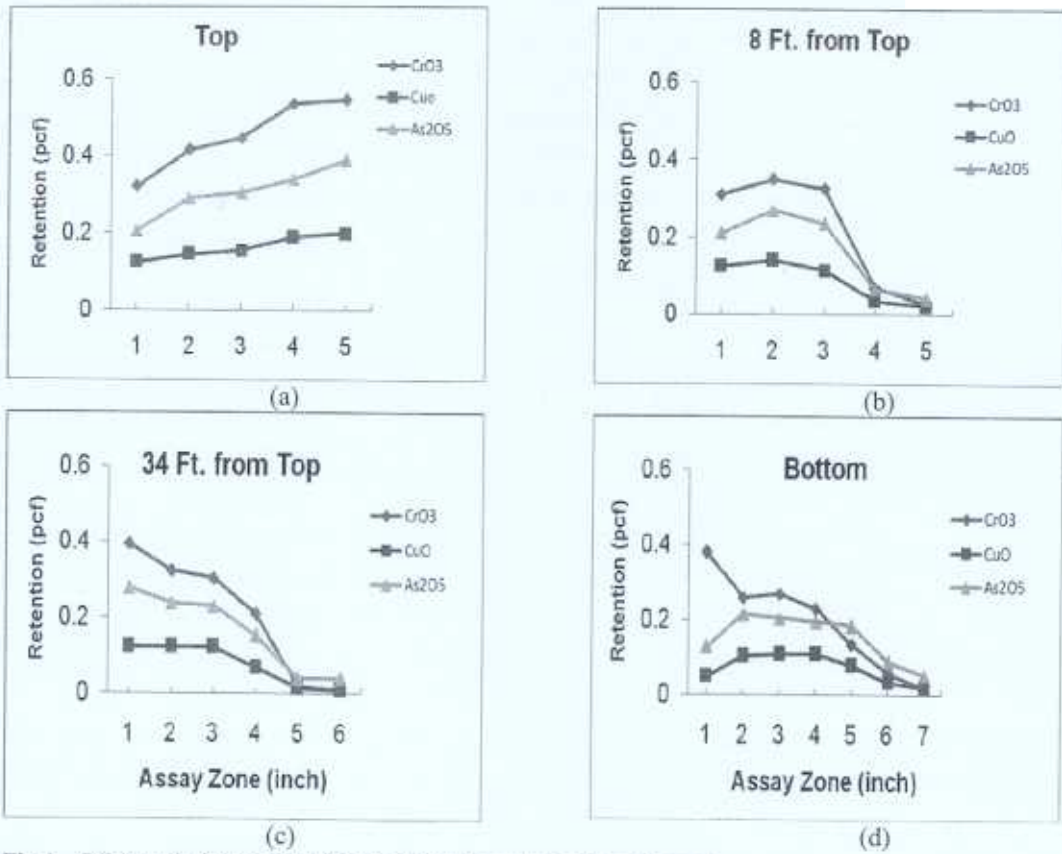 Top
CrO3
Cuo
As2O5
Retention (pcf)
0.6
0.4
0.2
0
1 2 3 4 5
(a)
8 Ft. from Top
CrO3
CuO
As2O5
Retention (pcf)
0.6
0.4
0.2
0
1 2 3 4 5
(b)
34 Ft. from Top
CrO3
CuO
As2O5
Retention (pcf)
0.6
0.4
0.2
0
1 2 3 4 5 6
Assay Zone (inch)
(c)
Bottom
CrO3
CuO
As2O5
Retention (pcf)
0.6
0.4
0.2
0
1 2 3 4 5 6 7
Assay Zone (inch)
(d)